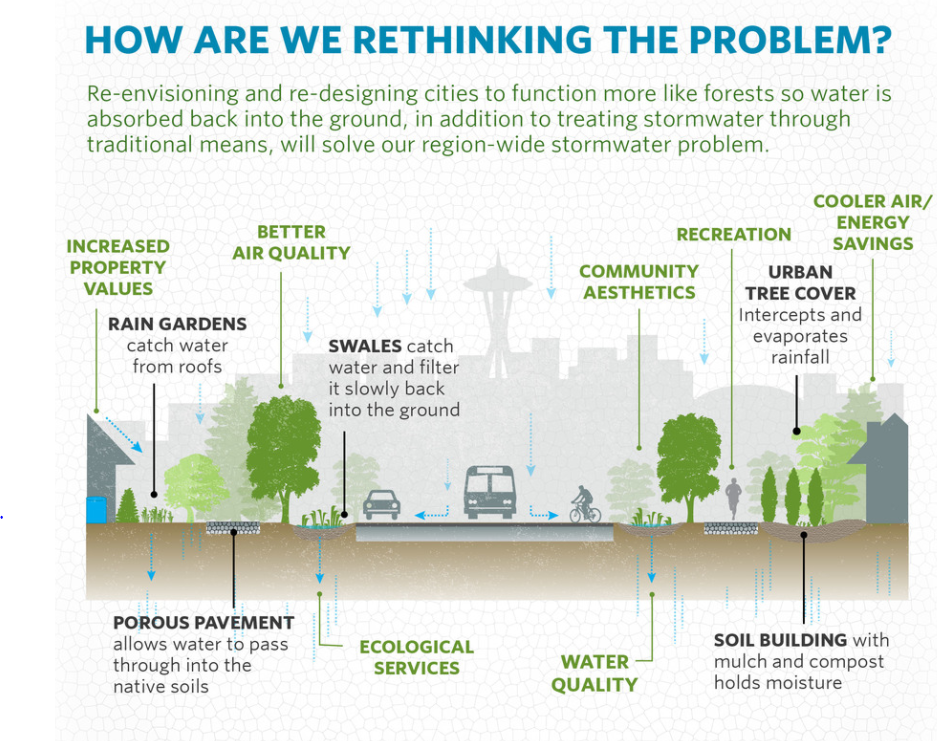 HOW ARE WE RETHINKING THE PROBLEM?
Re-envisioning and re-designing cities to function more like forests so water is
absorbed back into the ground, in addition to treating stormwater through
traditional means, will solve our region-wide stormwater problem.
INCREASED
PROPERTY
VALUES
BETTER
AIR QUALITY
COMMUNITY
AESTHETICS
RECREATION
COOLER AIR/
ENERGY
SAVINGS
RAIN GARDENS
catch water
from roofs
SWALES catch
water and filter
it slowly back
into the ground
URBAN
TREE COVER
Intercepts and
evaporates
rainfall
POROUS PAVEMENT
allows water to pass
through into the
native soils
ECOLOGICAL
SERVICES
WATER
QUALITY
SOIL BUILDING with
mulch and compost
holds moisture